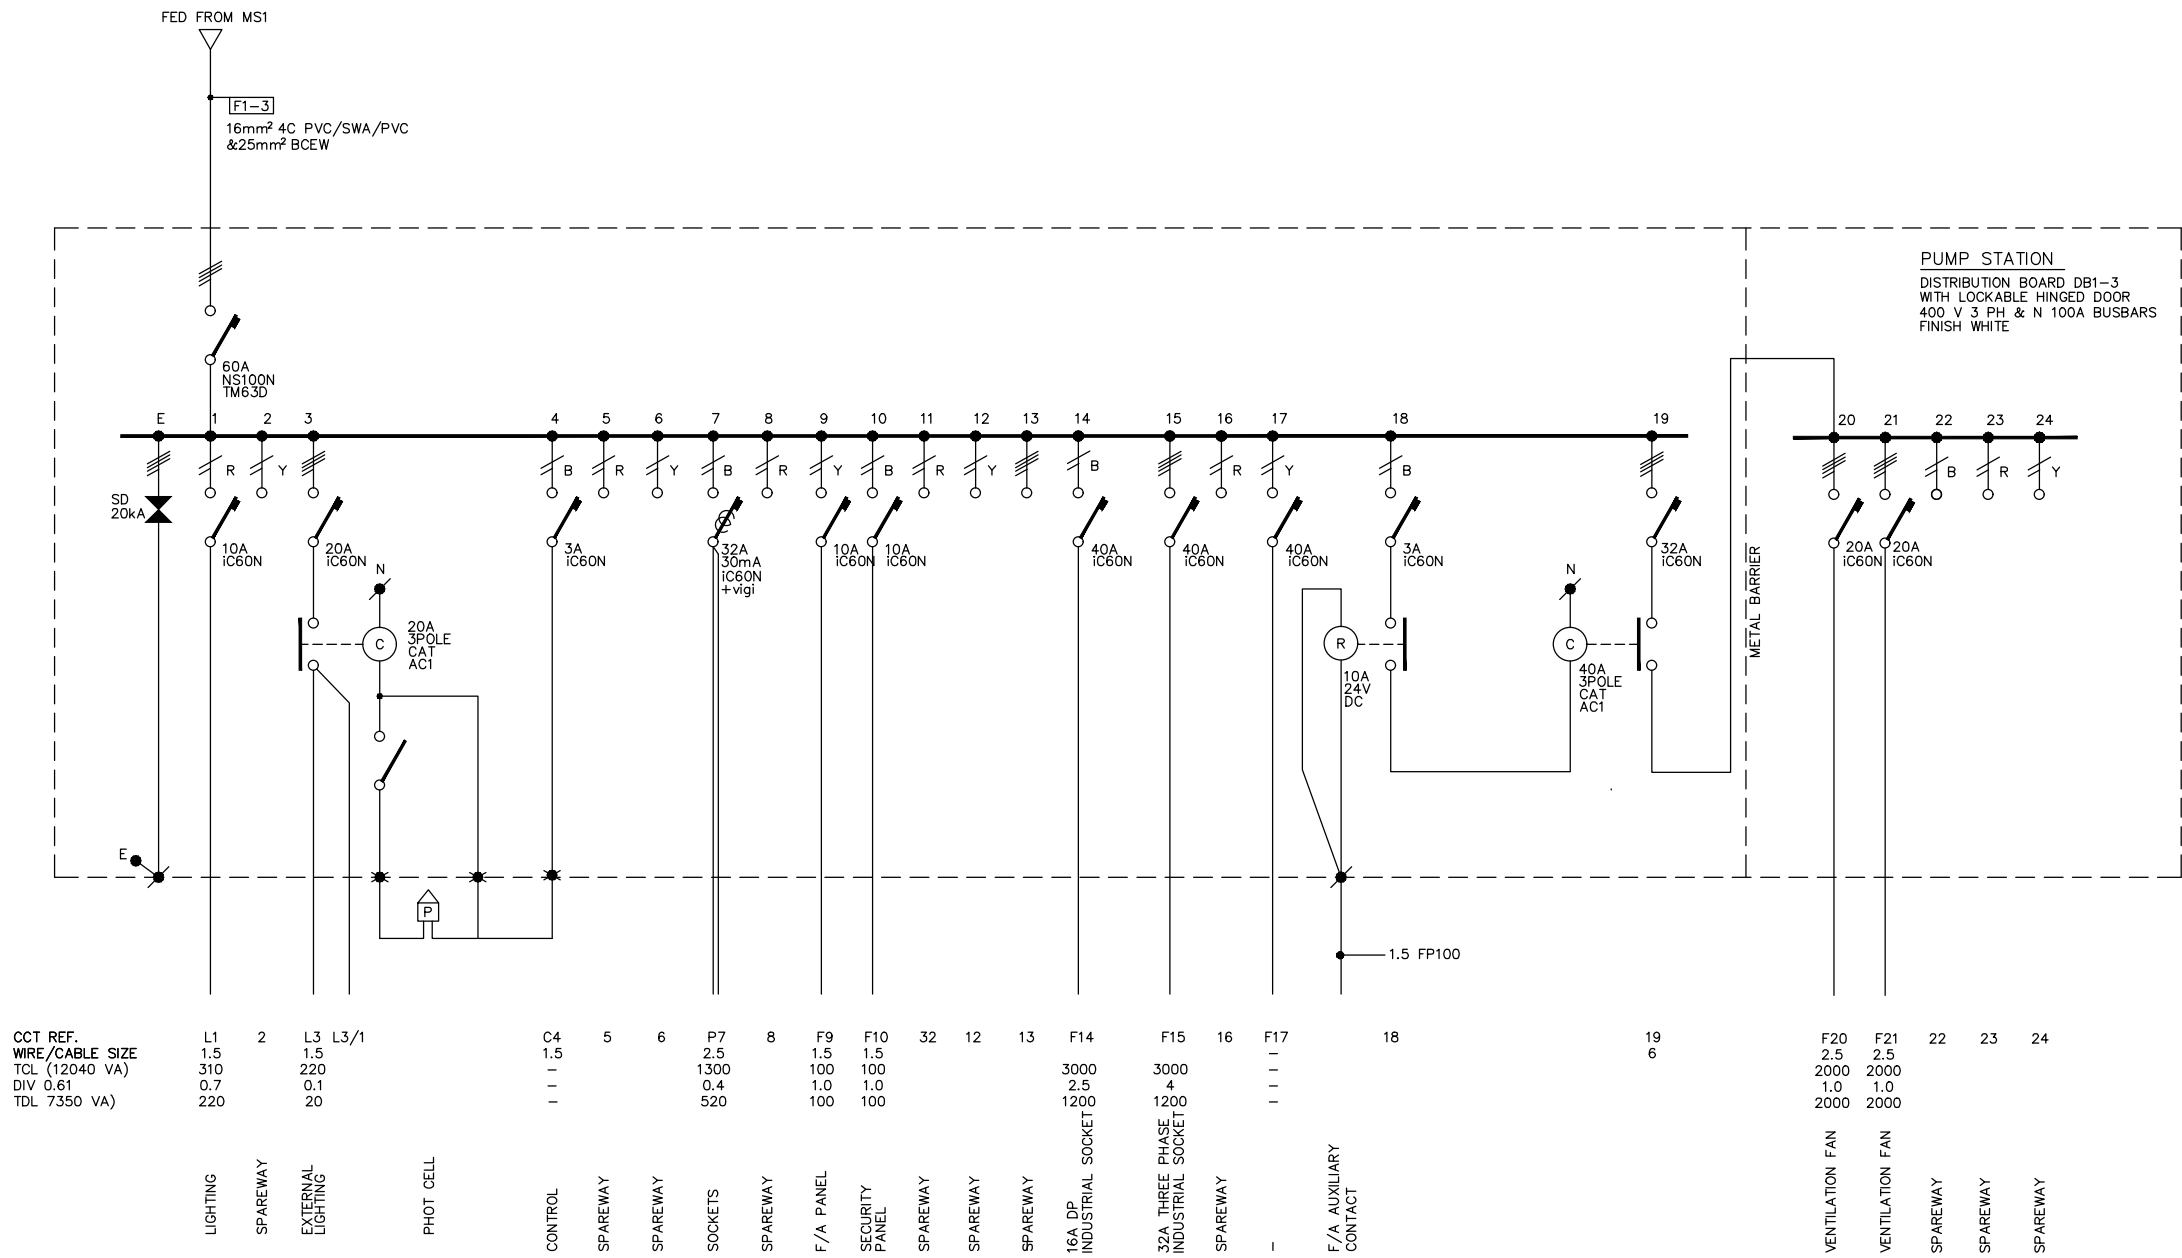 FED FROM MS1
F1-3
16mm² 4C PVC/SWA/PVC
&25mm² BCEW
PUMP STATION
DISTRIBUTION BOARD DB1-3
WITH LOCKABLE HINGED DOOR
400 V 3 PH & N 100A BUSBARS
FINISH WHITE
60A
NS100N
TM63D
E 1 2 3 4 5 6 7 8 9 10 11 12 13 14 15 16 17 18 19 20 21 22 23 24
R Y B R Y B R Y B R Y B R Y B B R Y
SD
20kA
10A
iC60N
20A
iC60N
3A
iC60N
32A
30mA
iC60N
+vigi
10A
iC60N
10A
iC60N
40A
iC60N
40A
iC60N
40A
iC60N
3A
iC60N
32A
iC60N
20A
iC60N
20A
iC60N
N
C
20A
3POLE
CAT
AC1
R
10A
24V
DC
N
C
40A
3POLE
CAT
AC1
METAL BARRIER
E
P
1.5 FP100
CCT REF. L1 2 L3 L3/1 C4 5 6 P7 8 F9 F10 32 12 13 F14 F15 16 F17 18 19 F20 F21 22 23 24
WIRE/CABLE SIZE 1.5 1.5 1.5 2.5 1.5 1.5 - 6 2.5 2.5
TCL (12040 VA) 310 220 - 1300 100 100 3000 3000 - 2000 2000
DIV 0.61 0.7 0.1 - 0.4 1.0 1.0 2.5 4 - 1.0 1.0
TDL 7350 VA) 220 20 - 520 100 100 1200 1200 - 2000 2000
LIGHTING
SPAREWAY
EXTERNAL
LIGHTING
PHOT CELL
CONTROL
SPAREWAY
SPAREWAY
SOCKETS
SPAREWAY
F/A PANEL
SECURITY
PANEL
SPAREWAY
SPAREWAY
SPAREWAY
16A DP
INDUSTRIAL SOCKET
32A THREE PHASE
INDUSTRIAL SOCKET
SPAREWAY
-
F/A AUXILIARY
CONTACT
VENTILATION FAN
VENTILATION FAN
SPAREWAY
SPAREWAY
SPAREWAY